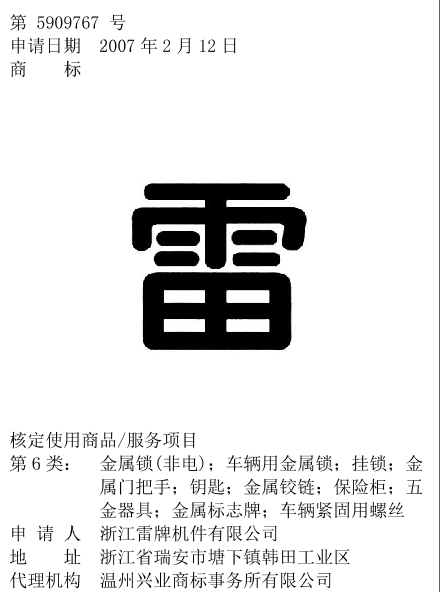 第 5909767 号
申请日期 2007 年 2 月 12 日
商 标
雷
核定使用商品/服务项目
第 6 类： 金属锁(非电)；车辆用金属锁；挂锁；金
属门把手；钥匙；金属铰链；保险柜；五
金器具；金属标志牌；车辆紧固用螺丝
申 请 人 浙江雷牌机件有限公司
地 址 浙江省瑞安市塘下镇韩田工业区
代理机构 温州兴业商标事务所有限公司